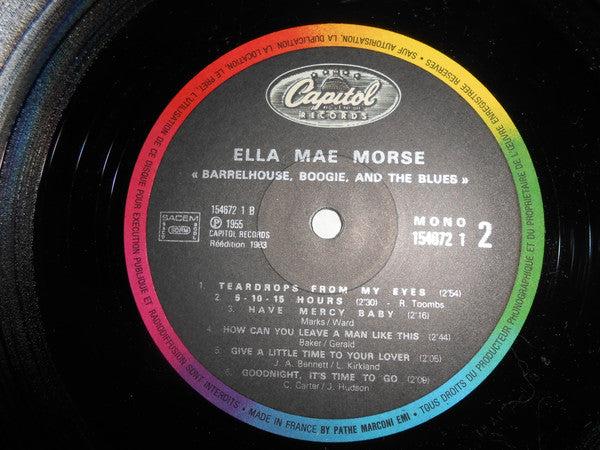 Capitol
RECORDS
ELLA MAE MORSE
« BARRELHOUSE, BOOGIE, AND THE BLUES »
154672 1 B
℗ 1955
CAPITOL RECORDS
Réédition 1983
SACEM
MONO
154672 1
2
1. TEARDROPS FROM MY EYES (2'54)
2. 5-10-15 HOURS (2'30) - R. Toombs
3. HAVE MERCY BABY (2'16)
Marks/Ward
4. HOW CAN YOU LEAVE A MAN LIKE THIS (2'44)
Baker/Gerald
5. GIVE A LITTLE TIME TO YOUR LOVER (2'05)
J. A. Bennett/L. Kirkland
6. GOODNIGHT, IT'S TIME TO GO (2'09)
C. Carter/J. Hudson
• MADE IN FRANCE BY PATHE MARCONI EMI • TOUS DROITS DU PRODUCTEUR PHONOGRAPHIQUE ET DU PROPRIETAIRE DE L'ŒUVRE ENREGISTREE RESERVES • SAUF AUTORISATION, LA DUPLICATION, LA LOCATION, LE PRET, L'UTILISATION DE CE DISQUE POUR EXECUTION PUBLIQUE ET RADIODIFFUSION SONT INTERDITS